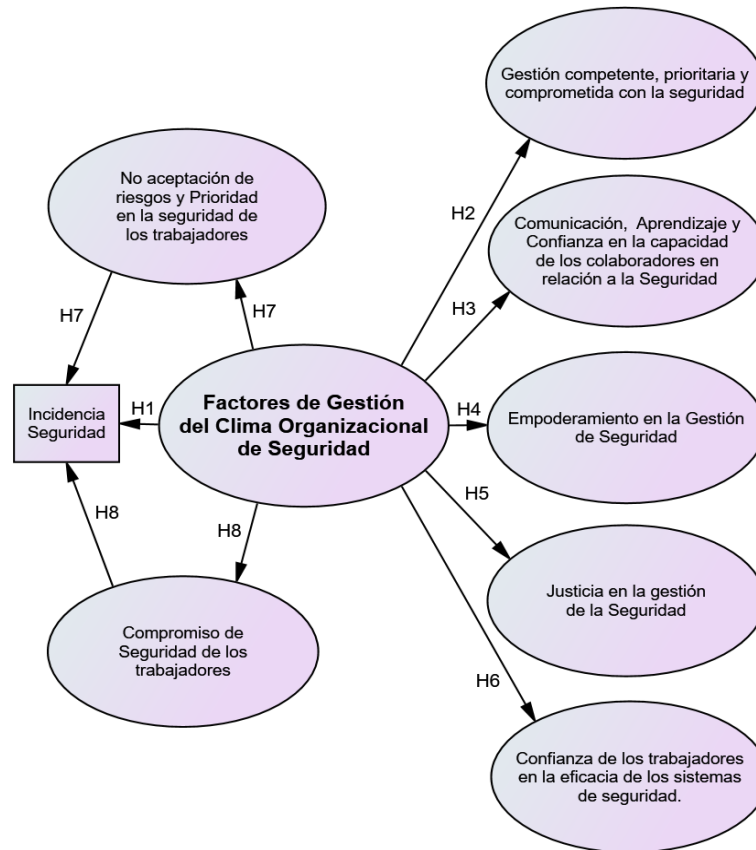 Gestión competente, prioritaria y
comprometida con la seguridad
No aceptación de
riesgos y Prioridad
en la seguridad de
los trabajadores
H2
Comunicación, Aprendizaje y
Confianza en la capacidad
de los colaboradores en
relación a la Seguridad
H7
H7
H3
Incidencia
Seguridad
H1
Factores de Gestión
del Clima Organizacional
de Seguridad
H4
Empoderamiento en la Gestión
de Seguridad
H8
H8
H5
Justicia en la gestión
de la Seguridad
Compromiso de
Seguridad de los
trabajadores
H6
Confianza de los trabajadores
en la eficacia de los sistemas
de seguridad.